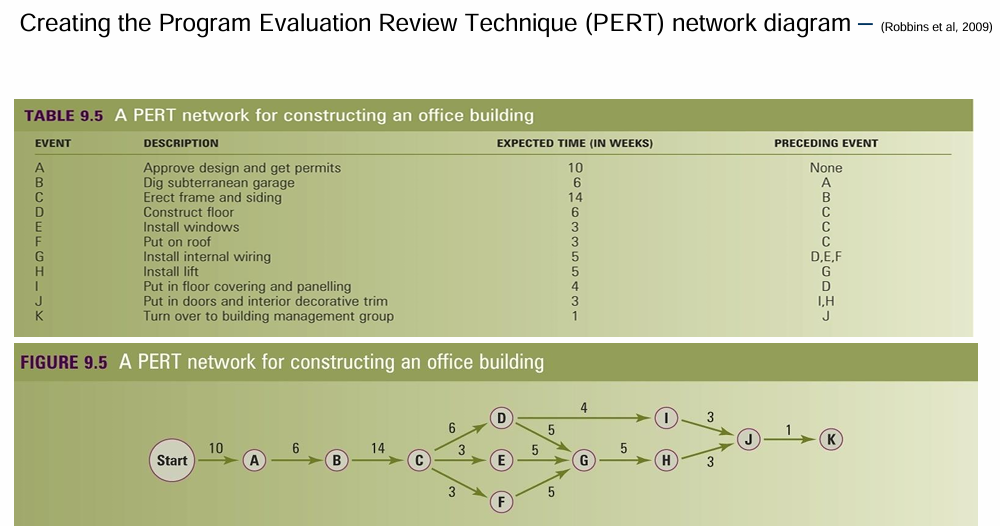 Creating the Program Evaluation Review Technique (PERT) network diagram – (Robbins et al, 2009)
TABLE 9.5 A PERT network for constructing an office building
EVENT DESCRIPTION EXPECTED TIME (IN WEEKS) PRECEDING EVENT
A Approve design and get permits 10 None
B Dig subterranean garage 6 A
C Erect frame and siding 14 B
D Construct floor 6 C
E Install windows 3 C
F Put on roof 3 C
G Install internal wiring 5 D,E,F
H Install lift 5 G
I Put in floor covering and panelling 4 D
J Put in doors and interior decorative trim 3 I,H
K Turn over to building management group 1 J
FIGURE 9.5 A PERT network for constructing an office building
D 4 I
6 5 3
Start 10 A 6 B 14 C 3 E 5 G 5 H J 1 K
3 5 3
F